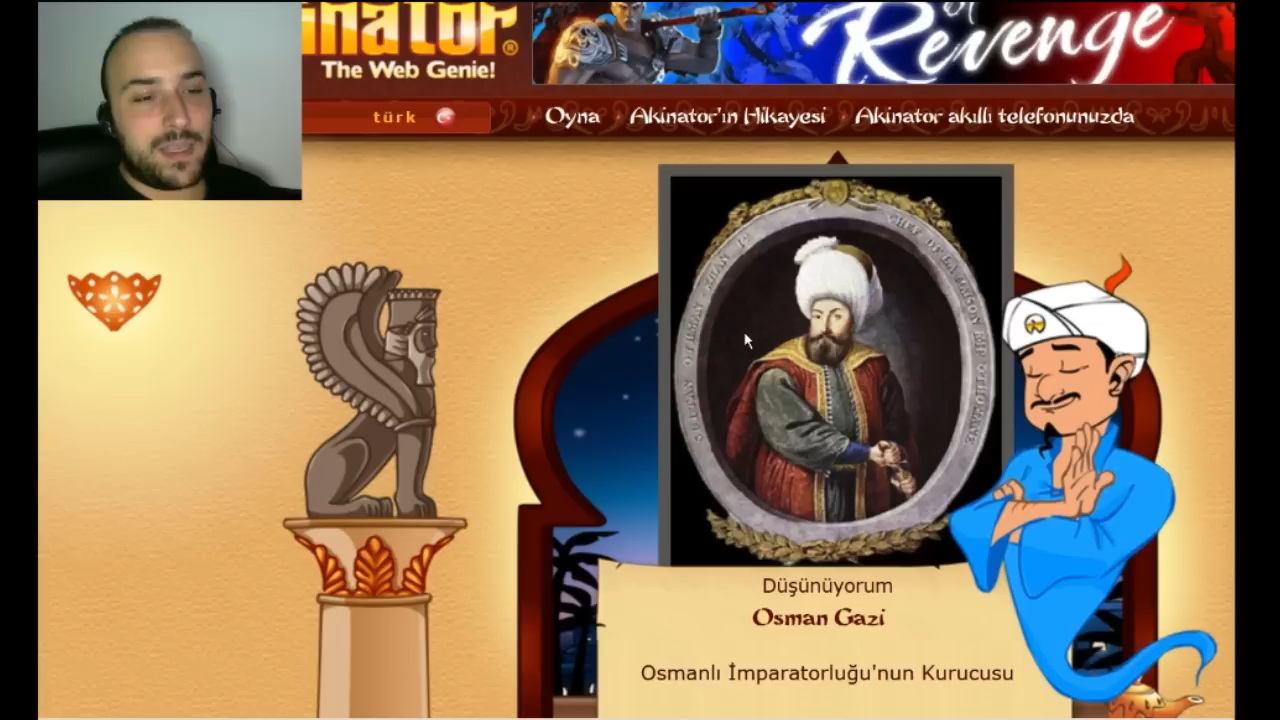 inator®
The Web Genie!
of
Revenge
türk
Oyna
Akinator'ın Hikayesi
Akinator akıllı telefonunuzda
Düşünüyorum
Osman Gazi
Osmanlı İmparatorluğu'nun Kurucusu